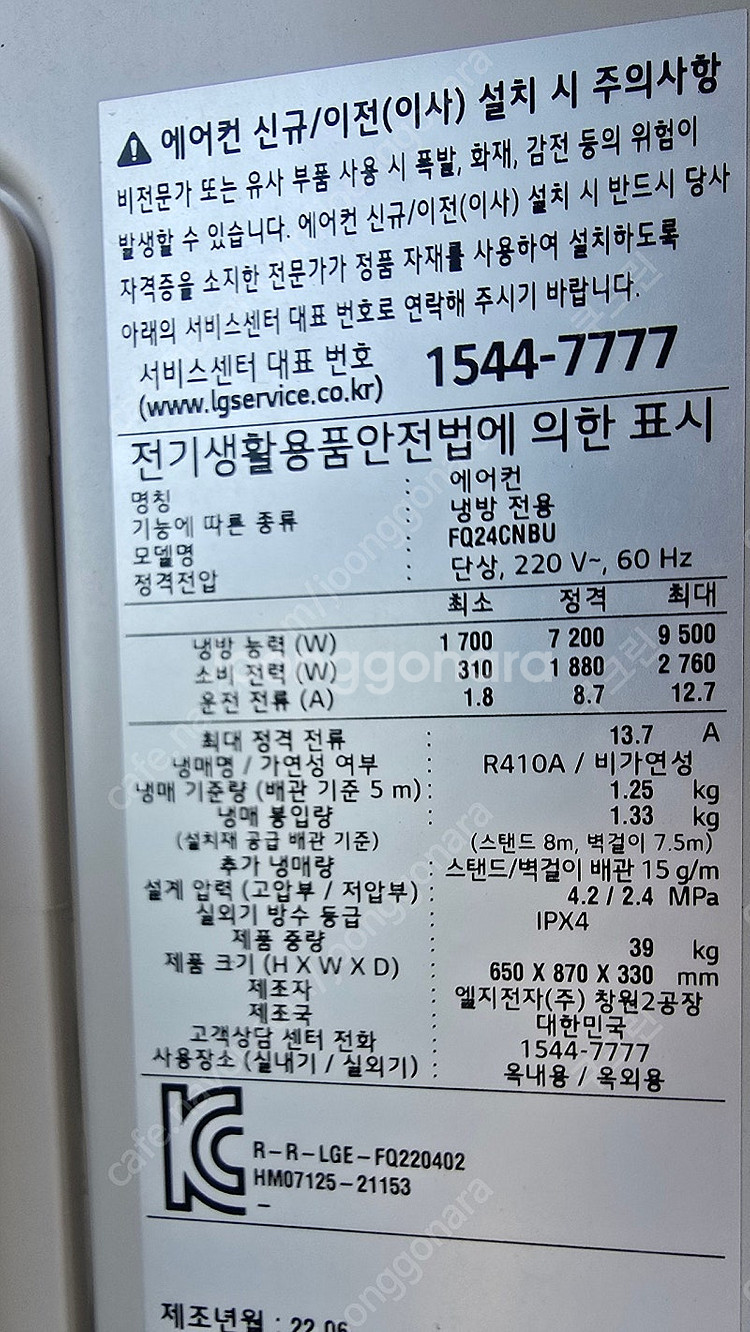 ⚠ 에어컨 신규/이전(이사) 설치 시 주의사항
비전문가 또는 유사 부품 사용 시 폭발, 화재, 감전 등의 위험이
발생할 수 있습니다. 에어컨 신규/이전(이사) 설치 시 반드시 당사
자격증을 소지한 전문가가 정품 자재를 사용하여 설치하도록
아래의 서비스센터 대표 번호로 연락해 주시기 바랍니다.
서비스센터 대표 번호 1544-7777
(www.lgservice.co.kr)
전기생활용품안전법에 의한 표시
명칭 : 에어컨
기능에 따른 종류 : 냉방 전용
모델명 : FQ24CNBU
정격전압 : 단상, 220 V~, 60 Hz
최소 정격 최대
냉방 능력 (W) 1 700 7 200 9 500
소비 전력 (W) 310 1 880 2 760
운전 전류 (A) 1.8 8.7 12.7
최대 정격 전류 : 13.7 A
냉매명 / 가연성 여부 : R410A / 비가연성
냉매 기준량 (배관 기준 5 m) : 1.25 kg
냉매 봉입량 : 1.33 kg
(설치재 공급 배관 기준) (스탠드 8m, 벽걸이 7.5m)
추가 냉매량 : 스탠드/벽걸이 배관 15 g/m
설계 압력 (고압부 / 저압부) : 4.2 / 2.4 MPa
실외기 방수 등급 : IPX4
제품 중량 : 39 kg
제품 크기 (H X W X D) : 650 X 870 X 330 mm
제조자 : 엘지전자(주) 창원2공장
제조국 : 대한민국
고객상담 센터 전화 : 1544-7777
사용장소 (실내기 / 실외기) : 옥내용 / 옥외용
R-R-LGE-FQ220402
HM07125-21153
-
제조년월 : 22.06
joonggonara
cafe.naver.com/joonggonara